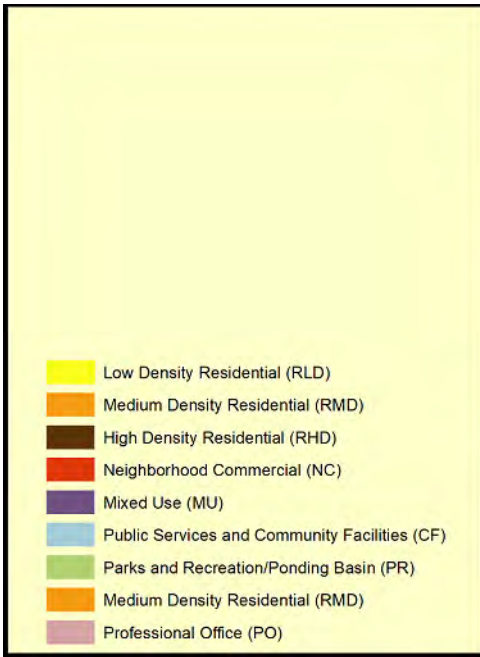 Low Density Residential (RLD)
Medium Density Residential (RMD)
High Density Residential (RHD)
Neighborhood Commercial (NC)
Mixed Use (MU)
Public Services and Community Facilities (CF)
Parks and Recreation/Ponding Basin (PR)
Medium Density Residential (RMD)
Professional Office (PO)